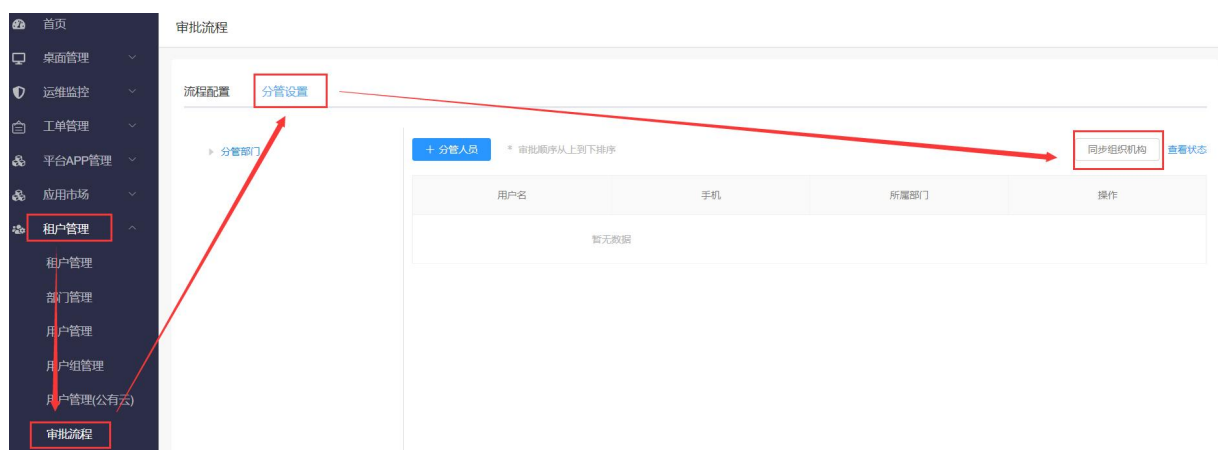 首页
审批流程
桌面管理
运维监控
流程配置 分管设置
工单管理
平台APP管理
应用市场
租户管理
租户管理
部门管理
用户管理
用户组管理
用户管理(公有云)
审批流程
分管部门
+ 分管人员 * 审批顺序从上到下排序 同步组织机构 查看状态
用户名 手机 所属部门 操作
暂无数据